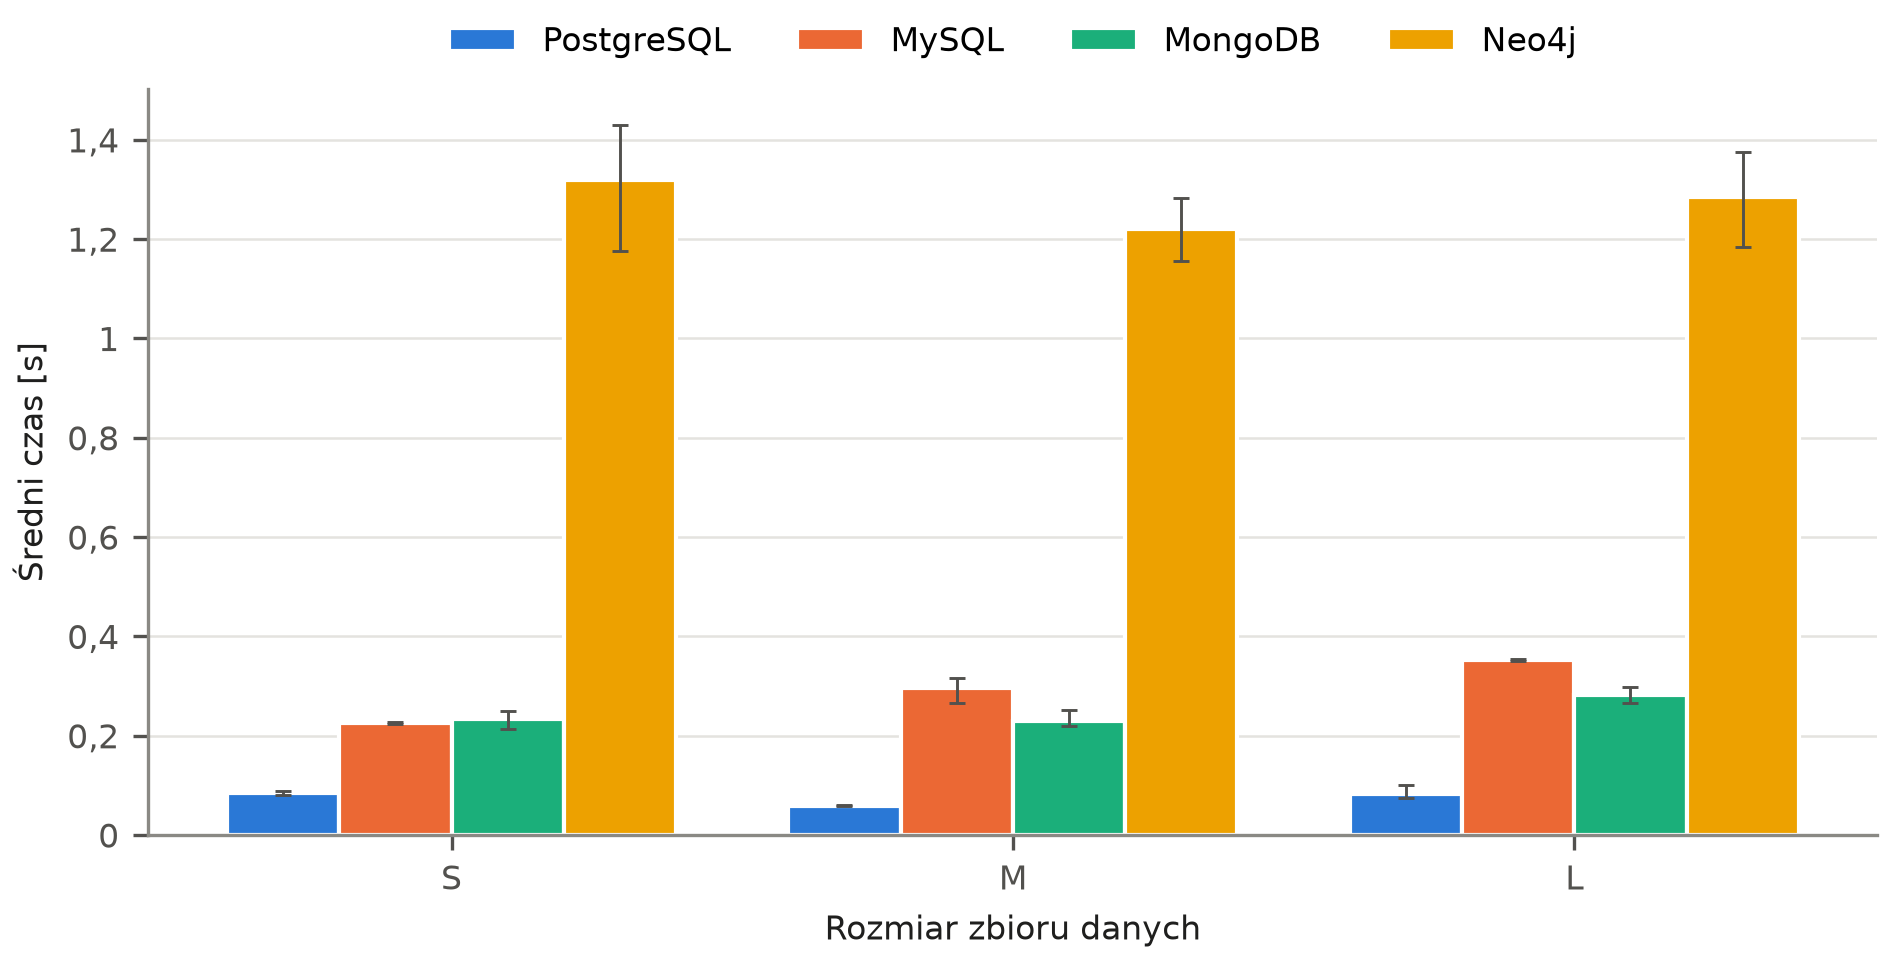 PostgreSQL MySQL MongoDB Neo4j
Średni czas [s]
1,4
1,2
1
0,8
0,6
0,4
0,2
0
S M L
Rozmiar zbioru danych